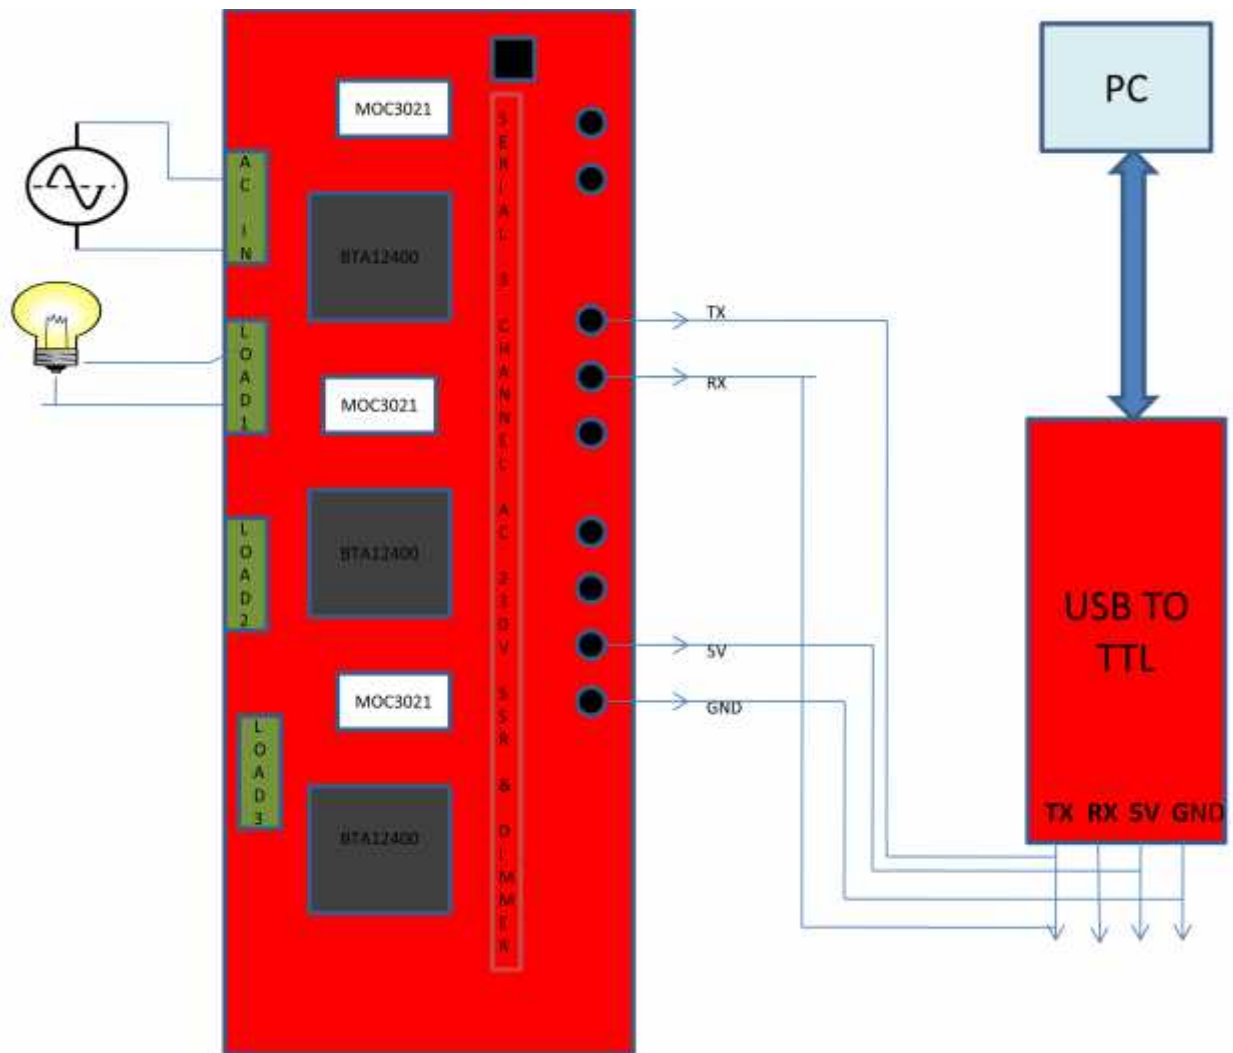 MOC3021
PC
AC IN
BTA12400
SERIAL 3 CHANNEL AC 230V SSR & DIMMER
LOAD1
TX
RX
MOC3021
LOAD2
BTA12400
USB TO
TTL
5V
GND
MOC3021
LOAD3
BTA12400
TX RX 5V GND